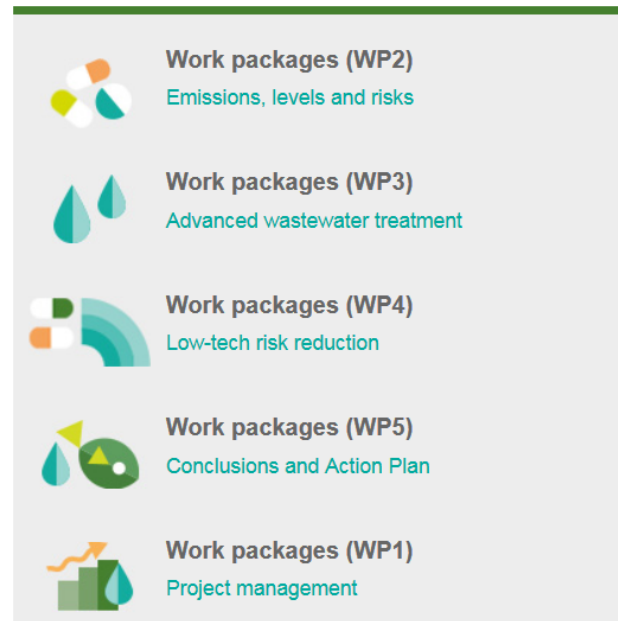 Work packages (WP2)
Emissions, levels and risks
Work packages (WP3)
Advanced wastewater treatment
Work packages (WP4)
Low-tech risk reduction
Work packages (WP5)
Conclusions and Action Plan
Work packages (WP1)
Project management